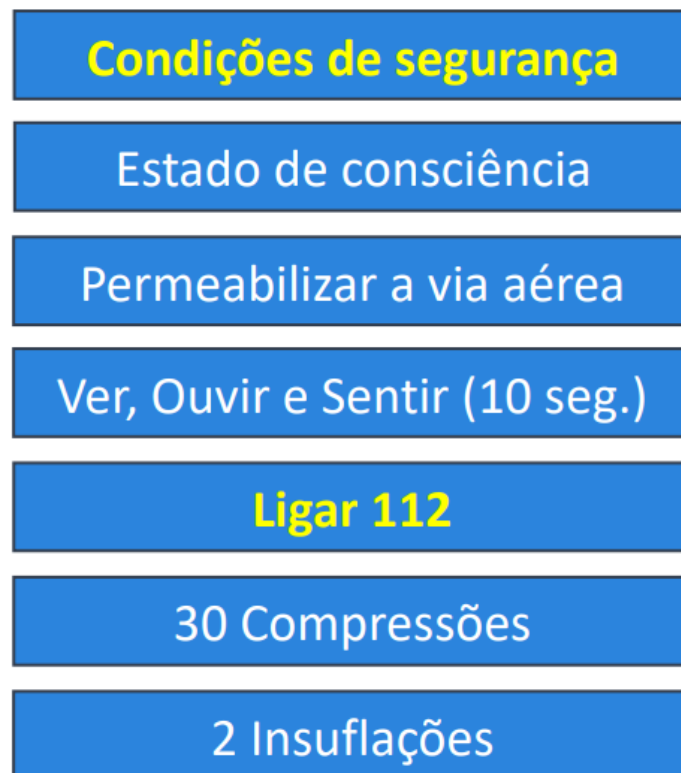 Condições de segurança
Estado de consciência
Permeabilizar a via aérea
Ver, Ouvir e Sentir (10 seg.)
Ligar 112
30 Compressões
2 Insuflações